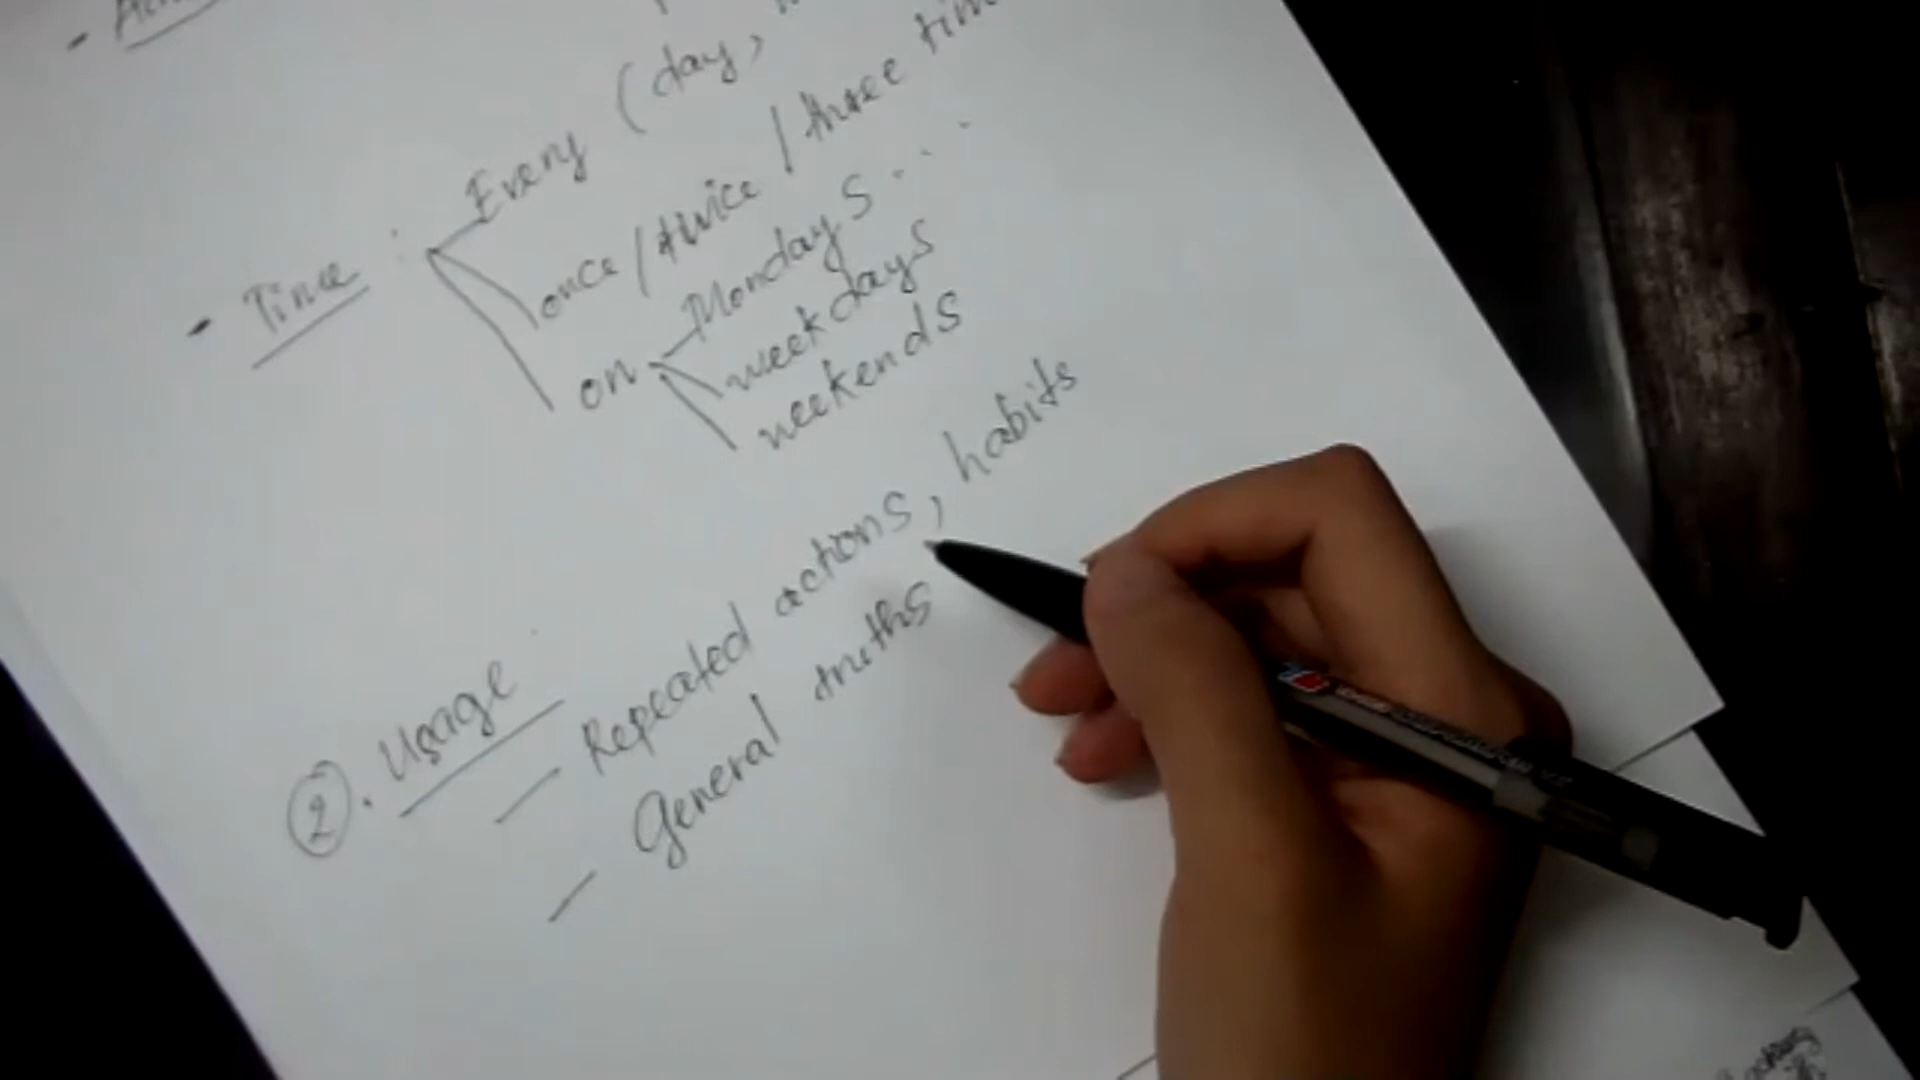 - Time : Every (day,
once / twice / three tim
on Mondays ...
weekdays
weekends
②. Usage
- Repeated actions, habits
- General truths